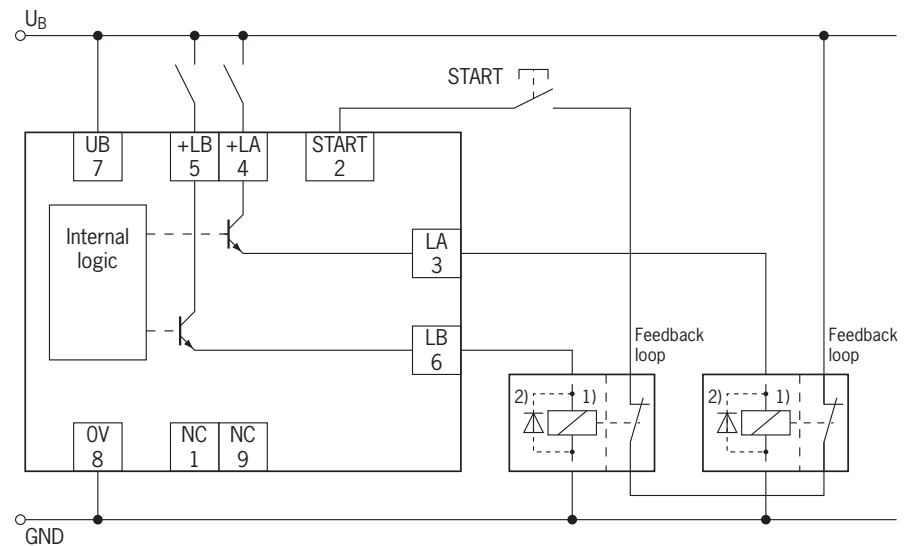 UB
START
UB
7
+LB
5
+LA
4
START
2
Internal
logic
LA
3
LB
6
Feedback
loop
Feedback
loop
2)
1)
2)
1)
0V
8
NC
1
NC
9
GND